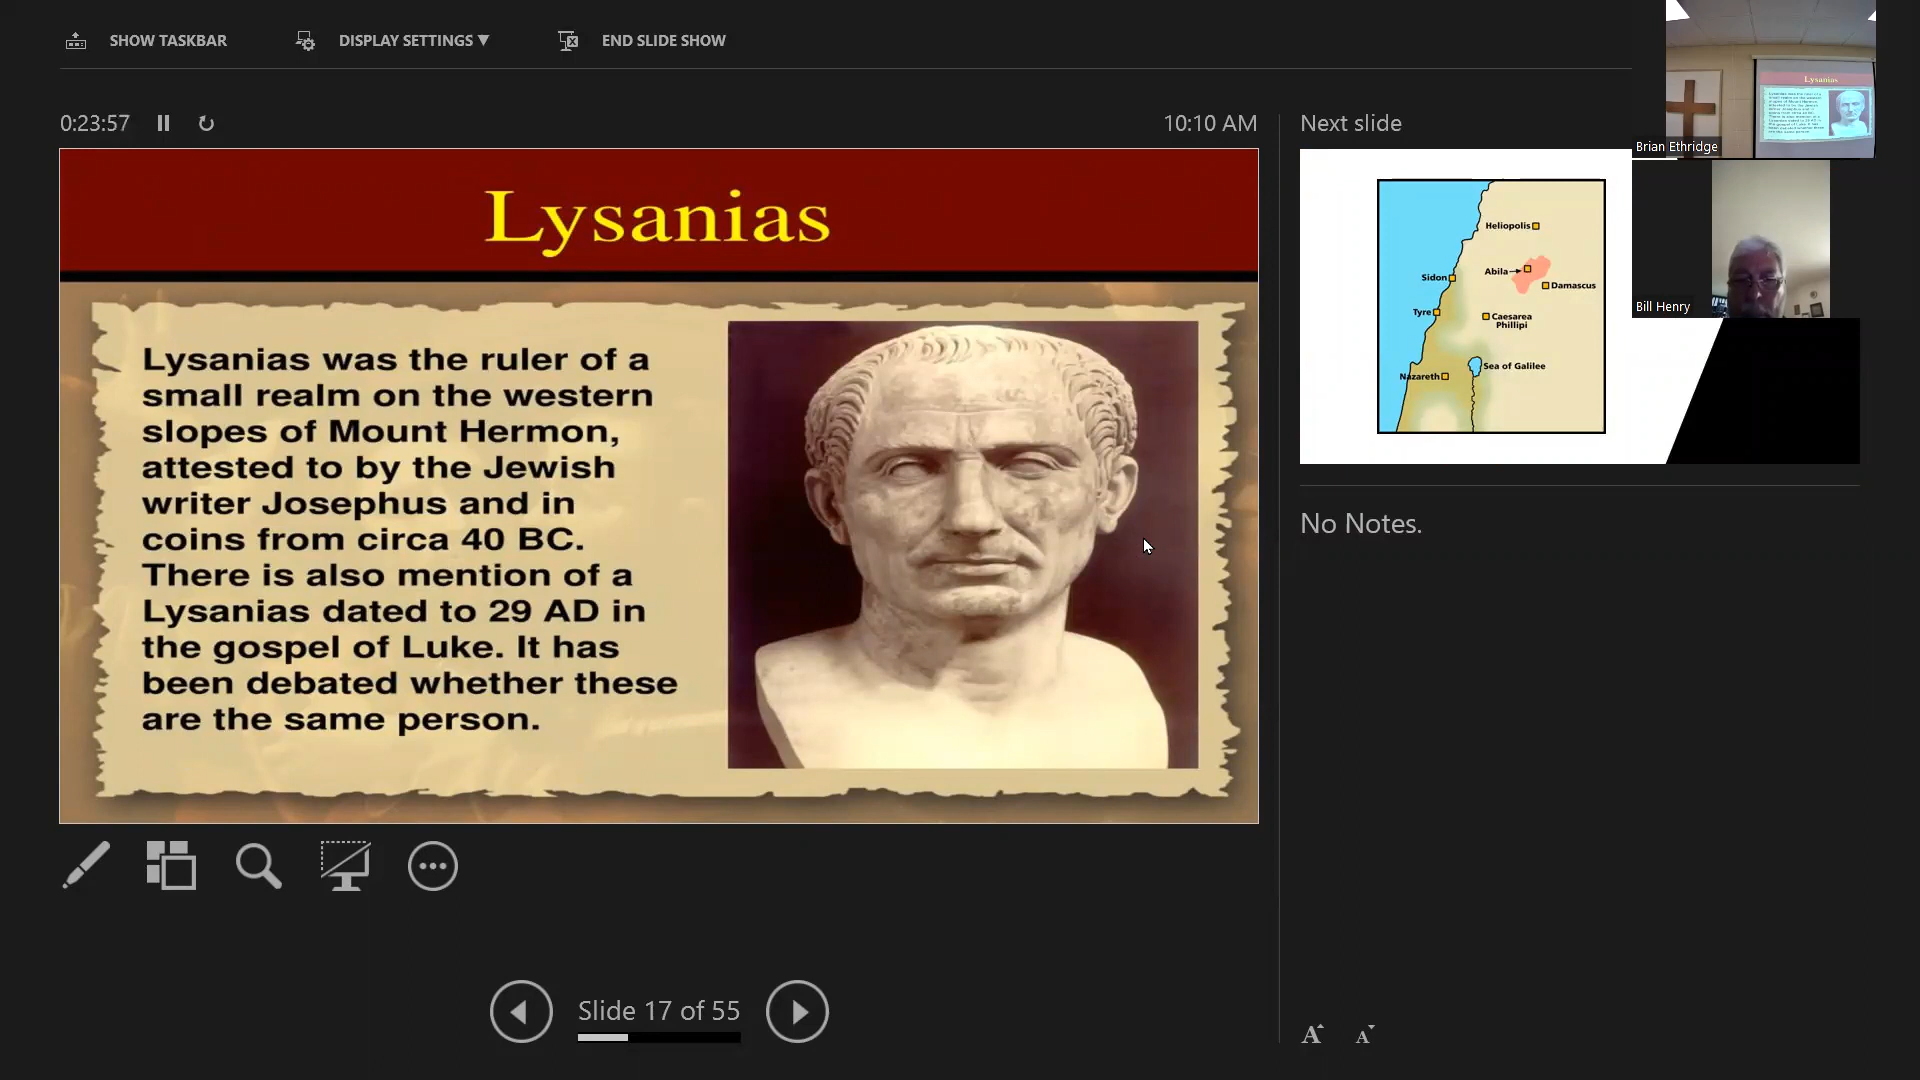 SHOW TASKBAR
DISPLAY SETTINGS ▼
END SLIDE SHOW
0:23:57
10:10 AM
Lysanias
Lysanias was the ruler of a
small realm on the western
slopes of Mount Hermon,
attested to by the Jewish
writer Josephus and in
coins from circa 40 BC.
There is also mention of a
Lysanias dated to 29 AD in
the gospel of Luke. It has
been debated whether these
are the same person.
Slide 17 of 55
Next slide
Heliopolis
Abila
Sidon
Damascus
Tyre
Caesarea
Phillipi
Sea of Galilee
Nazareth
No Notes.
A A
Lysanias
Brian Ethridge
Bill Henry